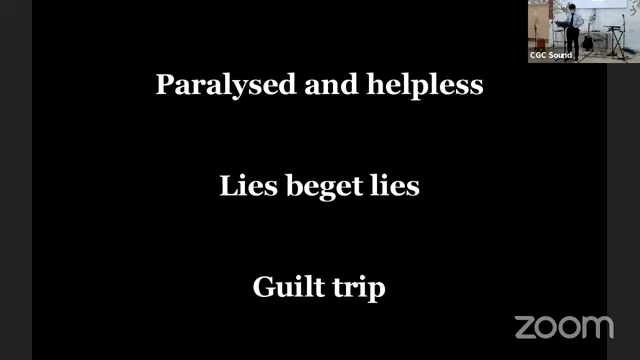 CGC Sound
Paralysed and helpless
Lies beget lies
Guilt trip
zoom